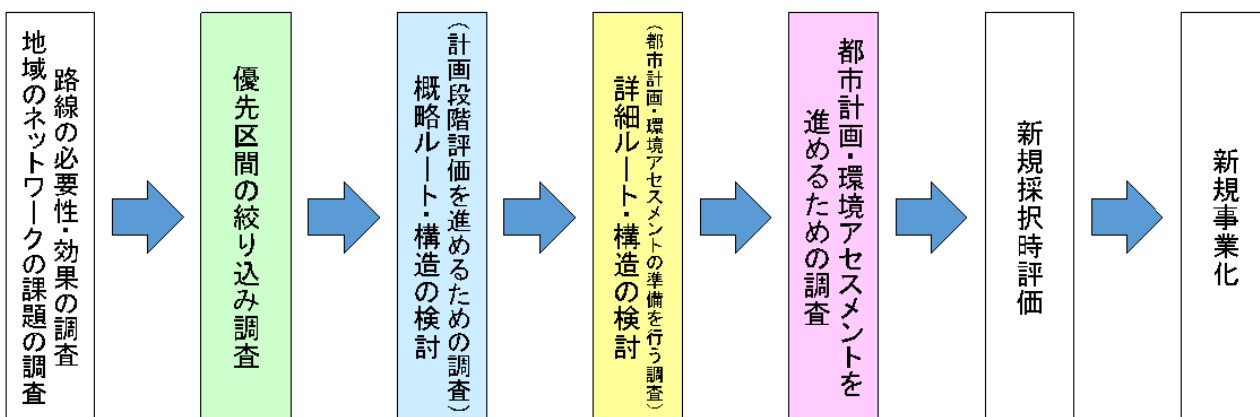 路線の必要性・効果の調査
地域のネットワークの課題の調査
優先区間の絞り込み調査
(計画段階評価を進めるための調査)
概略ルート・構造の検討
(都市計画・環境アセスメントの準備を行う調査)
詳細ルート・構造の検討
都市計画・環境アセスメントを
進めるための調査
新規採択時評価
新規事業化